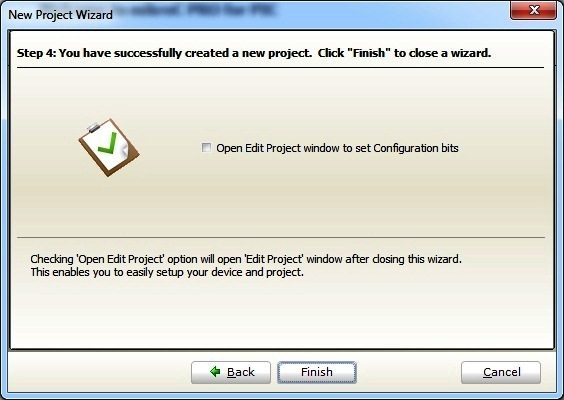 New Project Wizard
Step 4: You have successfully created a new project. Click "Finish" to close a wizard.
Open Edit Project window to set Configuration bits
Checking 'Open Edit Project' option will open 'Edit Project' window after closing this wizard.
This enables you to easily setup your device and project.
Back Finish Cancel